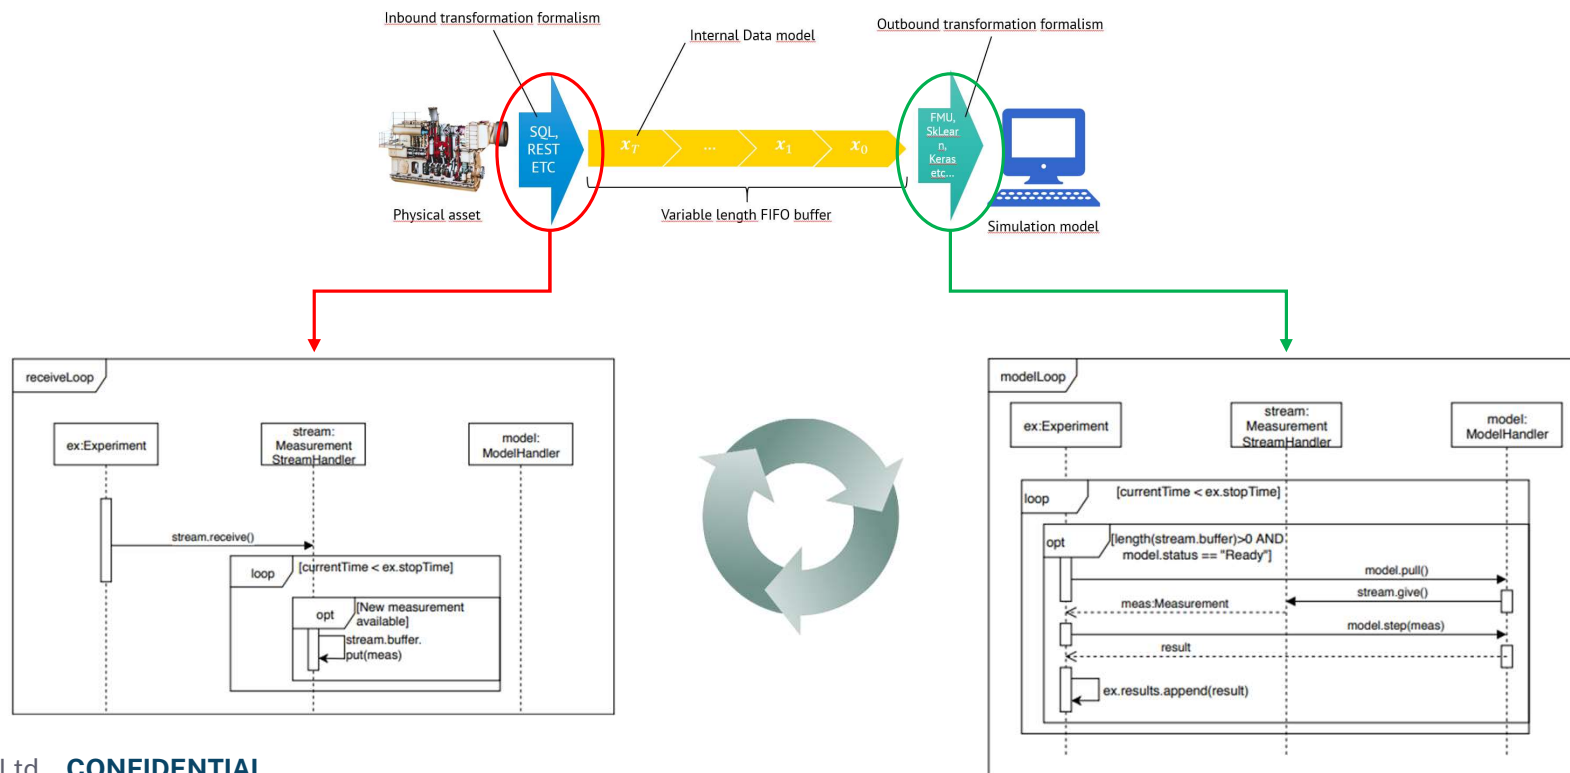 Inbound transformation formalism
Internal Data model
Outbound transformation formalism
SQL,
REST
ETC
x_T
...
x_1
x_0
FMU,
SkLear
n,
Keras
etc...
Physical asset
Variable length FIFO buffer
Simulation model
receiveLoop
ex:Experiment
stream:
Measurement
StreamHandler
model:
ModelHandler
stream.receive()
loop
[currentTime < ex.stopTime]
opt
[New measurement
available]
stream.buffer.
put(meas)
modelLoop
ex:Experiment
stream:
Measurement
StreamHandler
model:
ModelHandler
loop
[currentTime < ex.stopTime]
opt
[length(stream.buffer)>0 AND
model.status == "Ready"]
model.pull()
stream.give()
meas:Measurement
model.step(meas)
result
ex.results.append(result)
Ltd CONFIDENTIAL